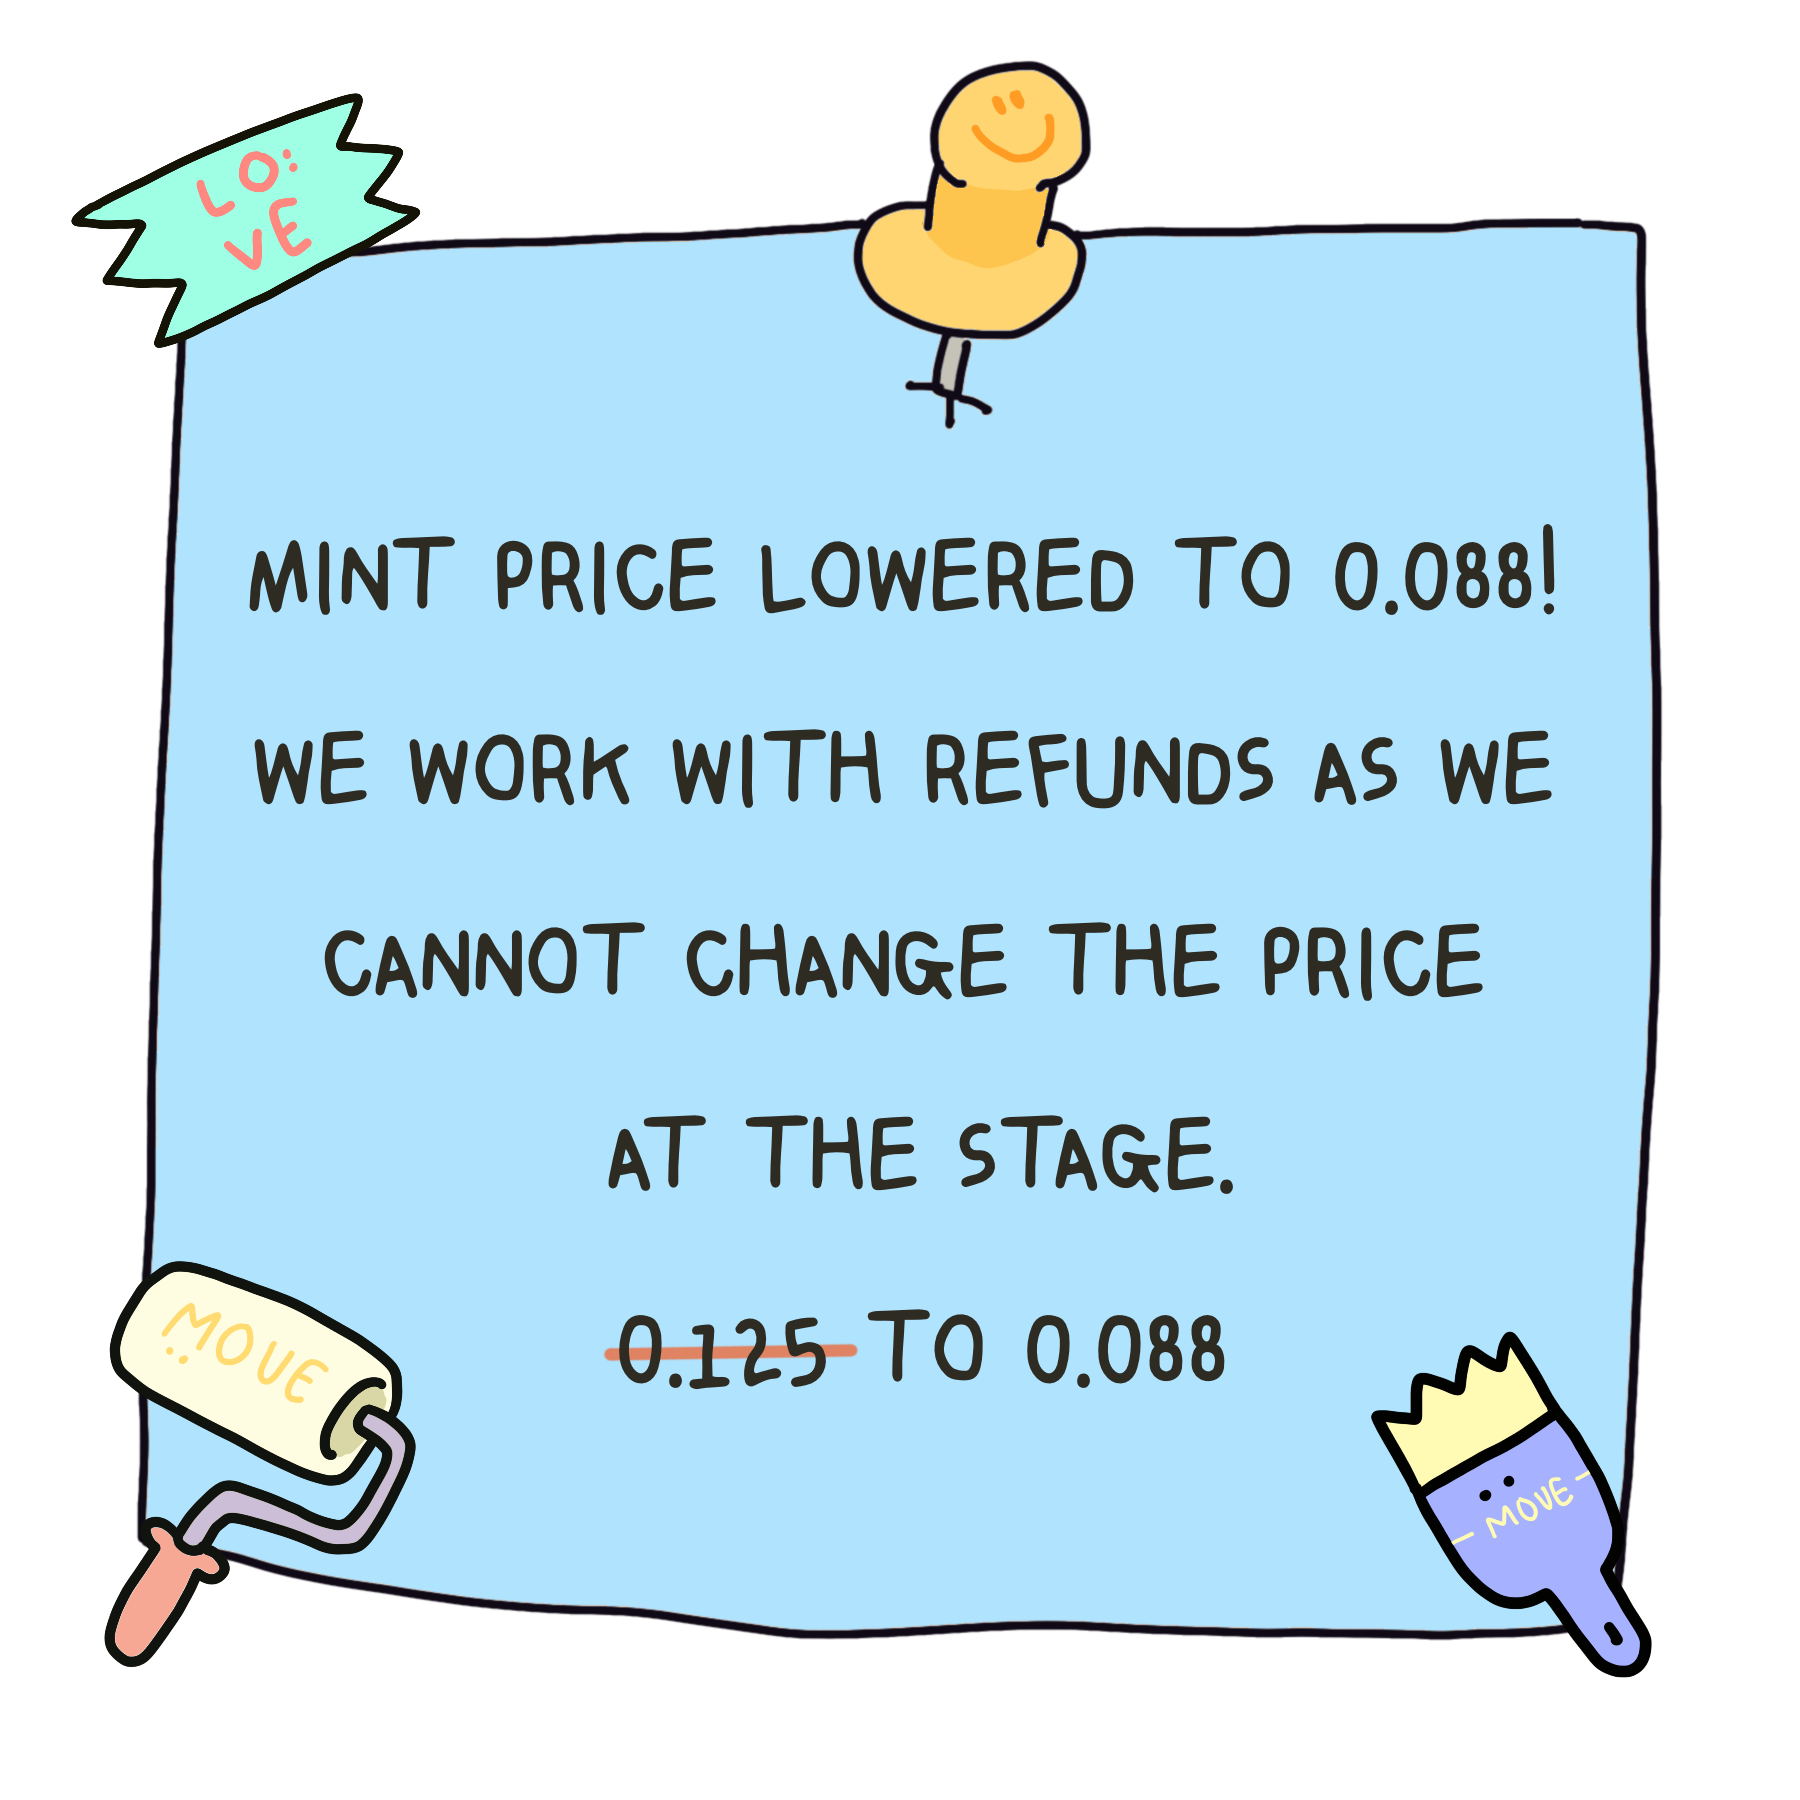 LO
VE
MINT PRICE LOWERED TO 0.088!
WE WORK WITH REFUNDS AS WE
CANNOT CHANGE THE PRICE
AT THE STAGE.
0.125 TO 0.088
MOVE
- MOVE -